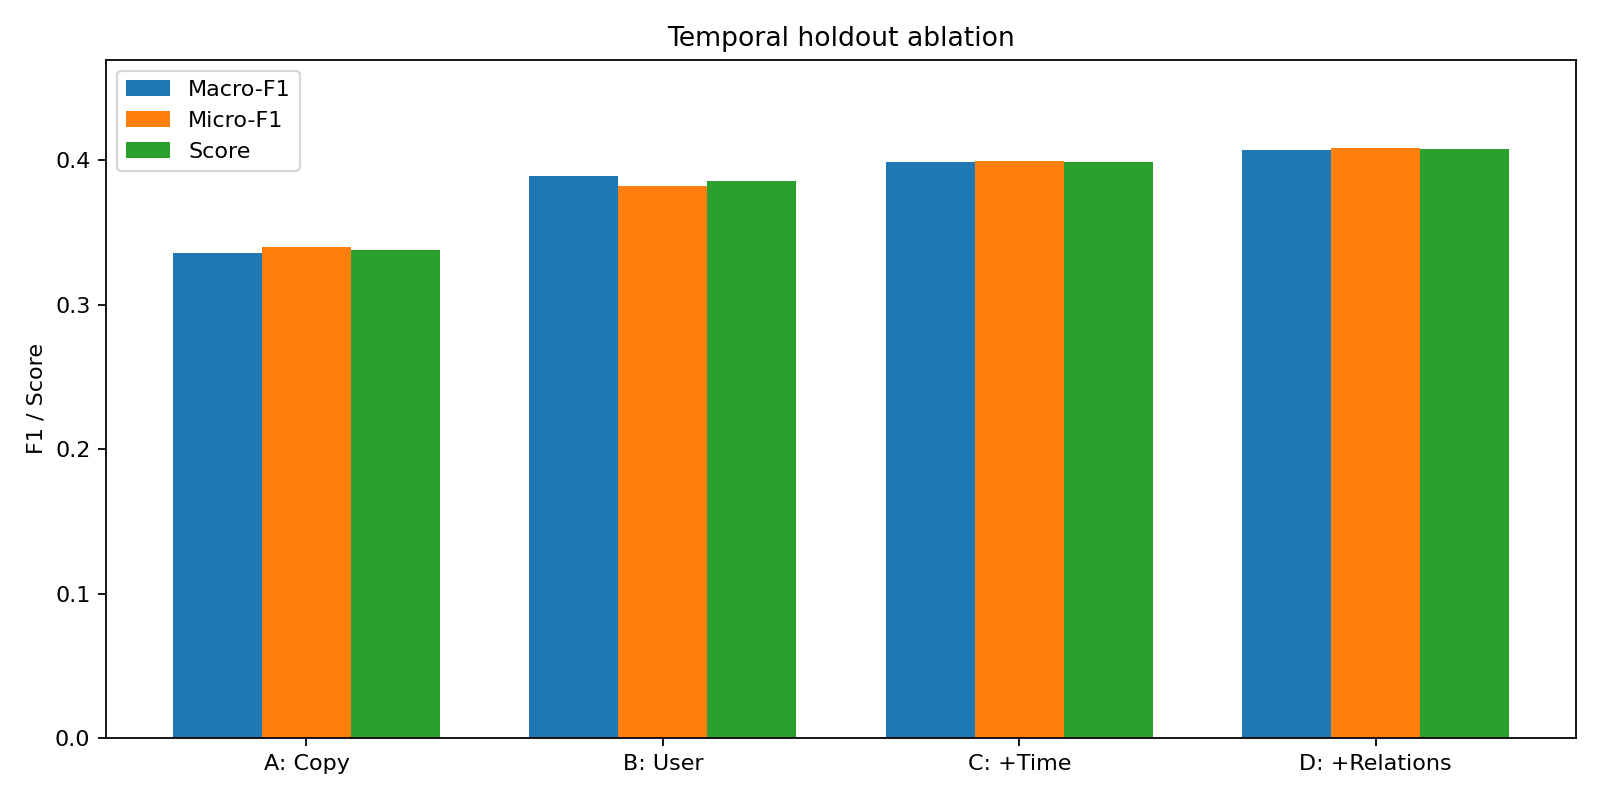 Temporal holdout ablation
Macro-F1
Micro-F1
Score
F1 / Score
0.4
0.3
0.2
0.1
0.0
A: Copy
B: User
C: +Time
D: +Relations